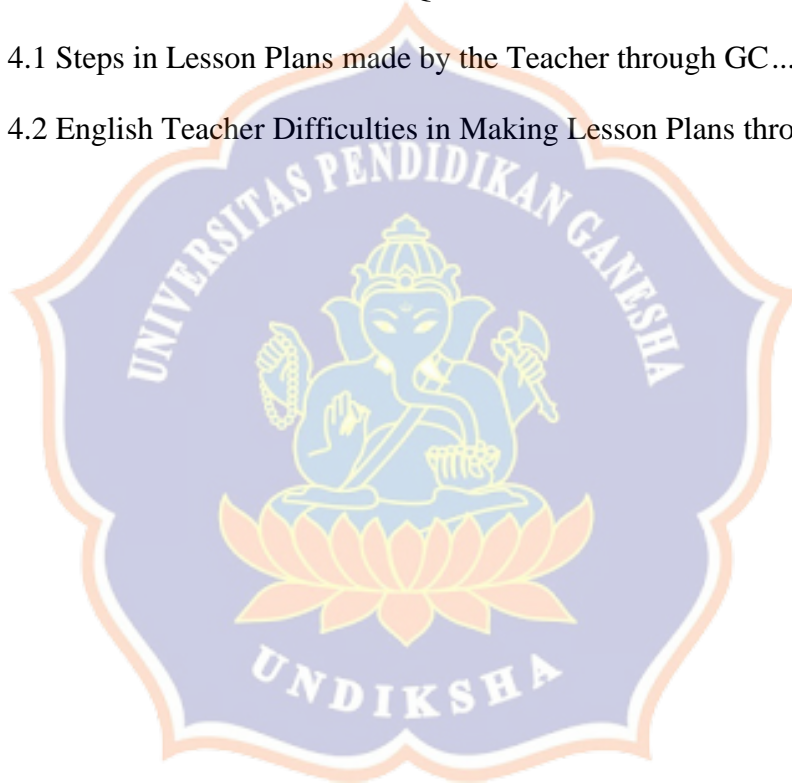 4.1 Steps in Lesson Plans made by the Teacher through GC...
4.2 English Teacher Difficulties in Making Lesson Plans thro
UNIVERSITAS PENDIDIKAN GANESHA
UNDIKSHA